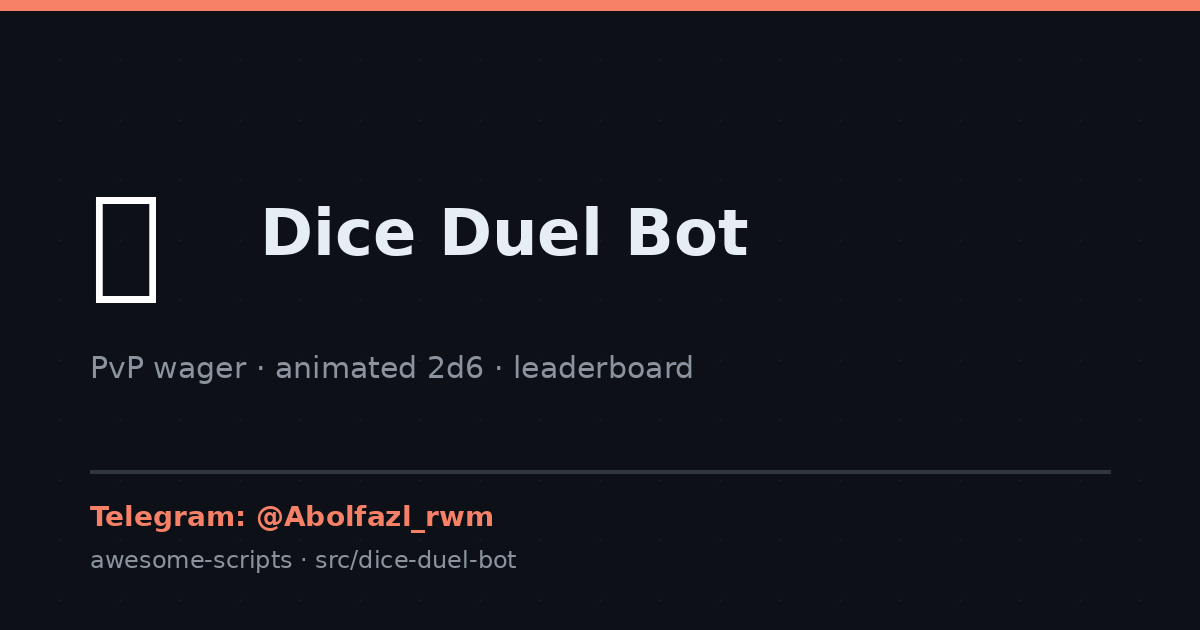 Dice Duel Bot
PvP wager · animated 2d6 · leaderboard
Telegram: @Abolfazl_rwm
awesome-scripts · src/dice-duel-bot